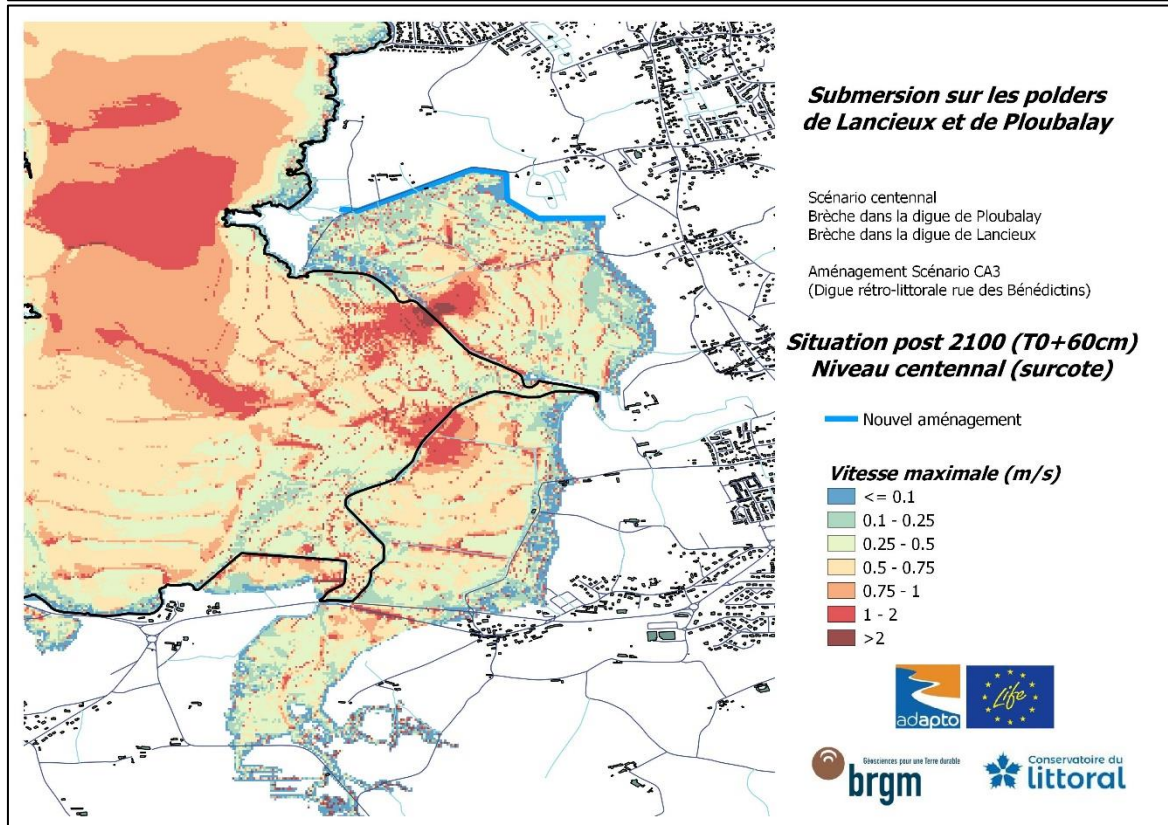 Submersion sur les polders
de Lancieux et de Ploubalay
Scénario centennal
Brèche dans la digue de Ploubalay
Brèche dans la digue de Lancieux
Aménagement Scénario CA3
(Digue rétro-littorale rue des Bénédictins)
Situation post 2100 (T0+60cm)
Niveau centennal (surcote)
Nouvel aménagement
Vitesse maximale (m/s)
<= 0.1
0.1 - 0.25
0.25 - 0.5
0.5 - 0.75
0.75 - 1
1 - 2
>2
adapto
Life
Géosciences pour une Terre durable
brgm
Conservatoire du
littoral